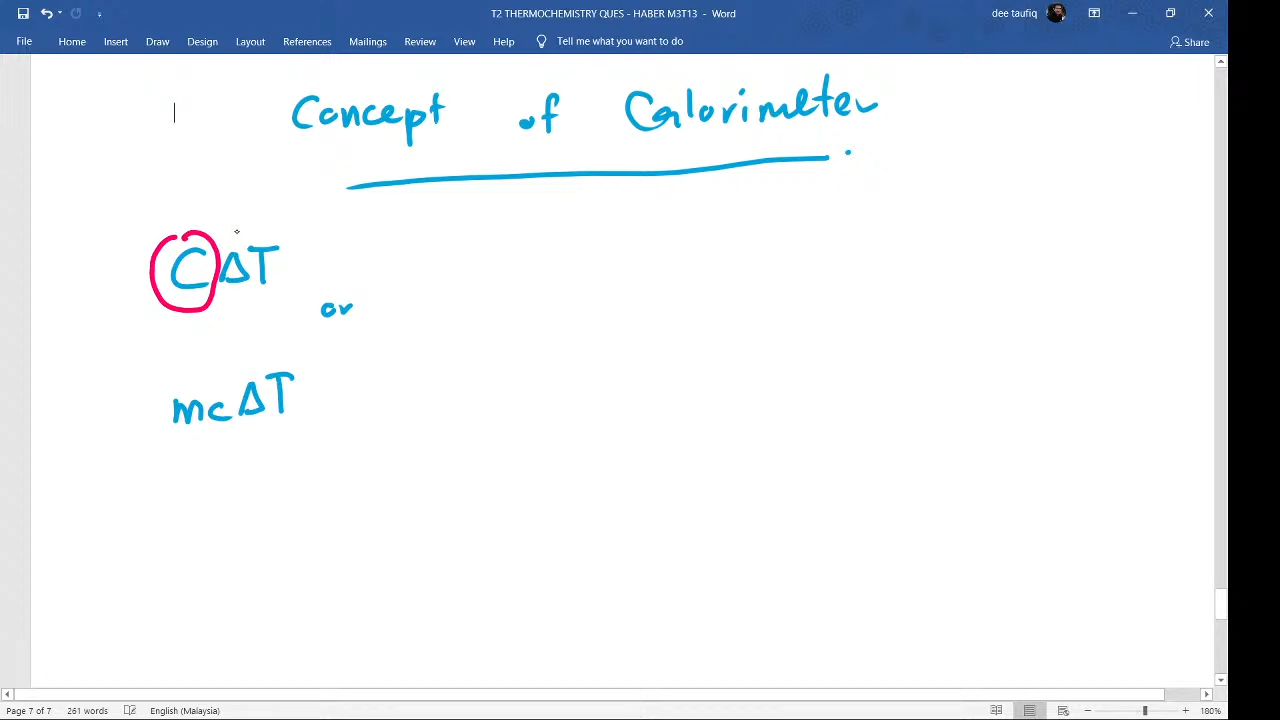 T2 THERMOCHEMISTRY QUES - HABER M3T13 - Word
dee taufiq
File Home Insert Draw Design Layout References Mailings Review View Help Tell me what you want to do Share
Concept of Calorimeter
CΔT
or
mcΔT
Page 7 of 7 261 words English (Malaysia) 180%